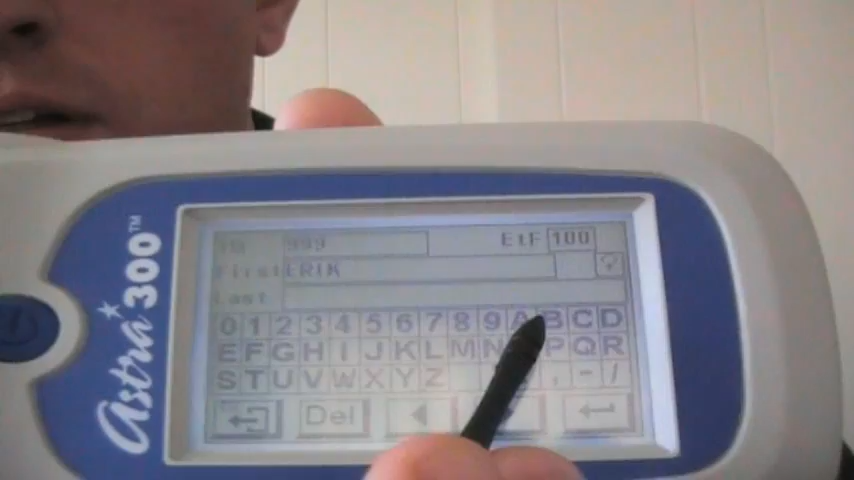 Astra 300™
ID 999 EtF 100
First ERIK
Last
0 1 2 3 4 5 6 7 8 9 A B C D
E F G H I J K L M N P Q R
S T U V W X Y Z , - /
Del